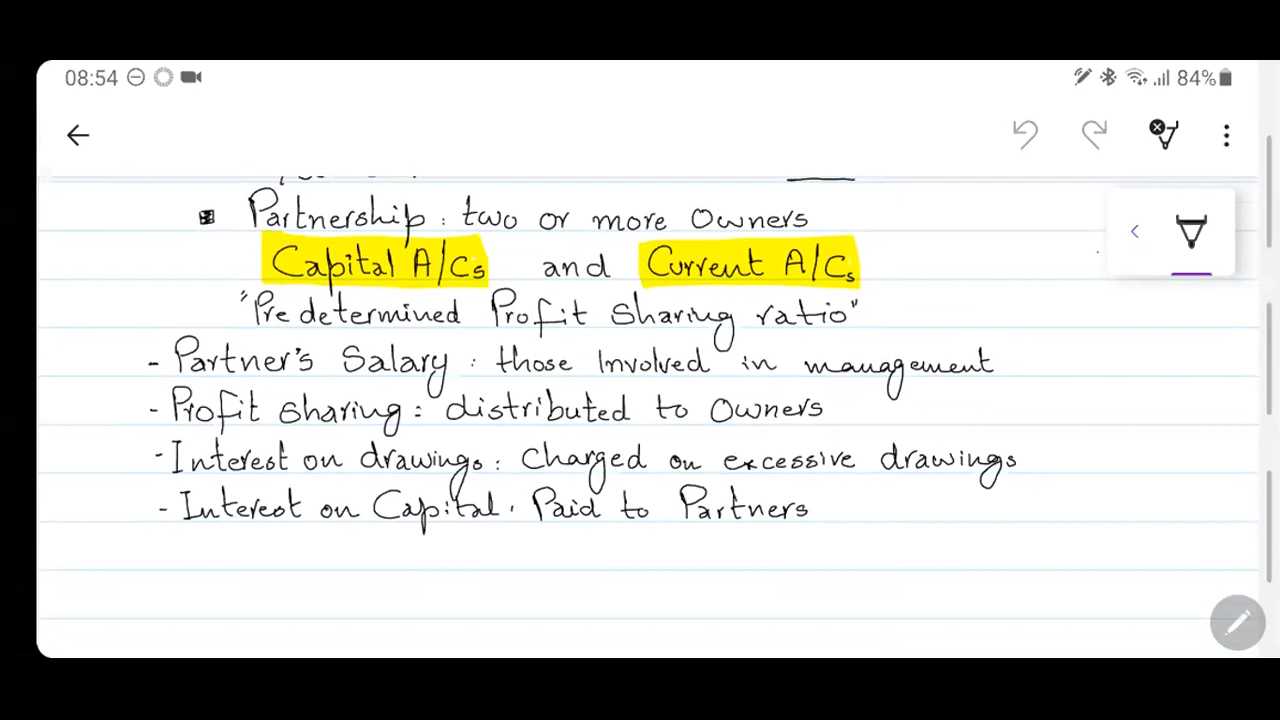 08:54 84%
Partnership : two or more Owners
Capital A/Cs and Current A/Cs
"Pre determined Profit Sharing ratio"
- Partner's Salary : those Involved in management
- Profit sharing : distributed to Owners
- Interest on drawings : Charged on excessive drawings
- Interest on Capital . Paid to Partners